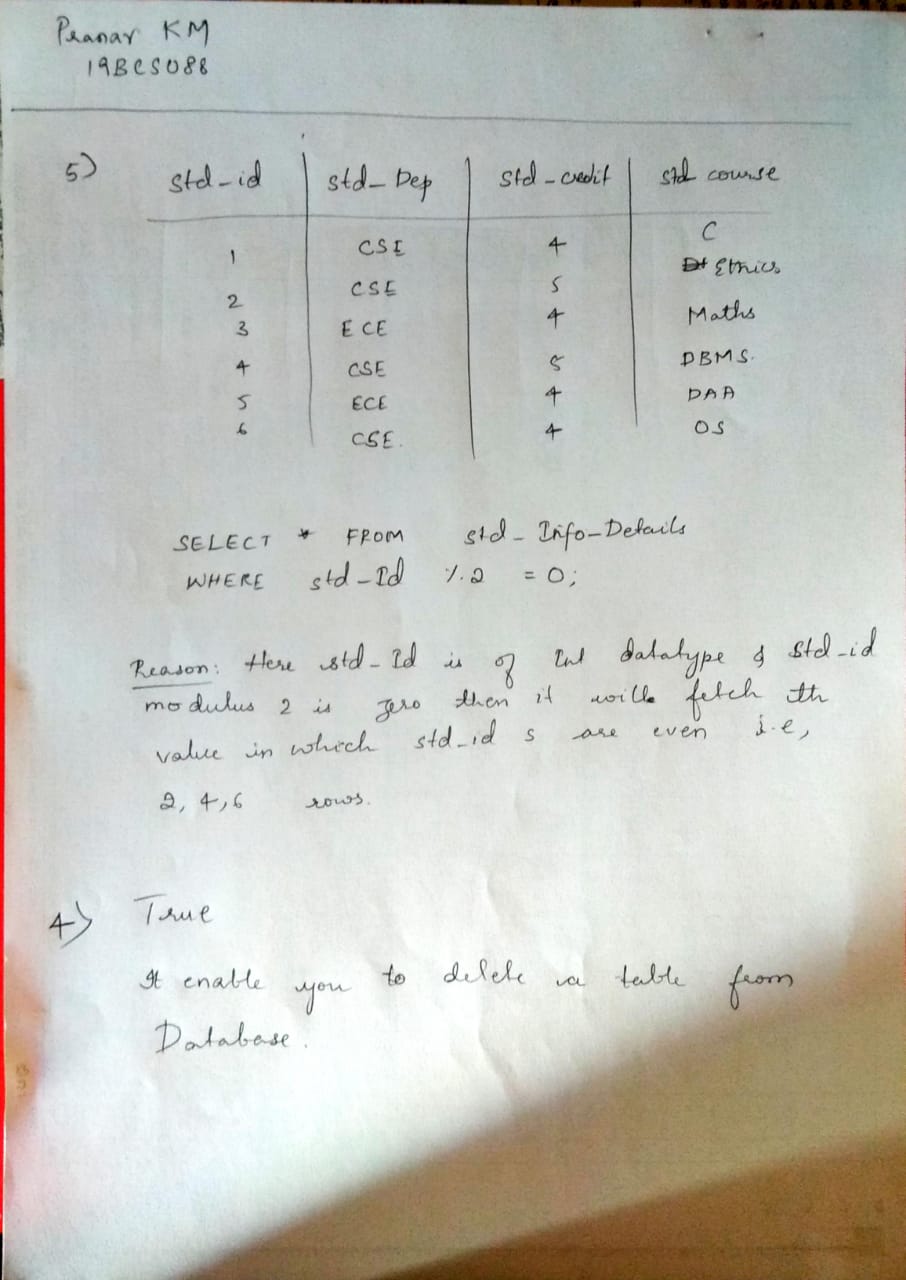 Pranav KM
19BCS088
5) std-id std-Dep std-credit std course
1 CSE 4 C
2 CSE 5 Ethics
3 ECE 4 Maths
4 CSE 5 DBMS.
5 ECE 4 DAA
6 CSE. 4 OS
SELECT * FROM std-Info-Details
WHERE std-Id %2 = 0;
Reason: Here std-Id is of Int datatype & std-id
modulus 2 is zero then it will fetch th
value in which std-id s are even i.e,
2, 4, 6 rows.
4) True
It enable you to delete a table from
Database.